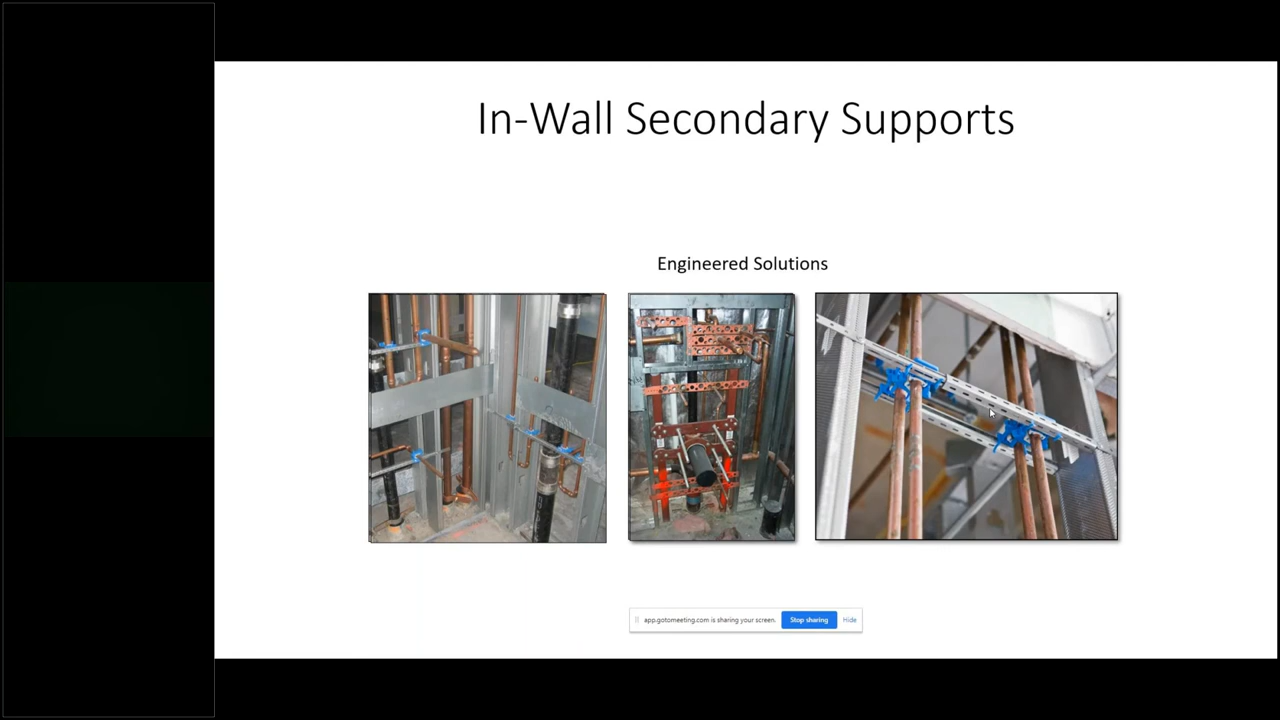 In-Wall Secondary Supports
Engineered Solutions
app.gotomeeting.com is sharing your screen.
Stop sharing
Hide